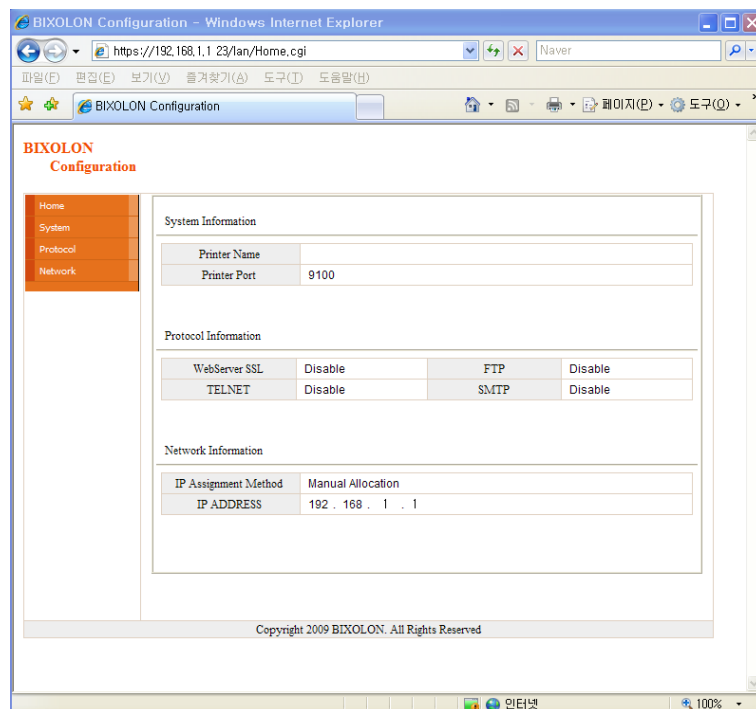 BIXOLON Configuration - Windows Internet Explorer
https://192,168,1,1 23/lan/Home,cgi
Naver
파일(F) 편집(E) 보기(V) 즐겨찾기(A) 도구(T) 도움말(H)
BIXOLON Configuration
페이지(P) 도구(O)
BIXOLON
Configuration
Home
System
Protocol
Network
System Information
Printer Name
Printer Port 9100
Protocol Information
WebServer SSL Disable FTP Disable
TELNET Disable SMTP Disable
Network Information
IP Assignment Method Manual Allocation
IP ADDRESS 192 . 168 . 1 . 1
Copyright 2009 BIXOLON. All Rights Reserved
인터넷 100%